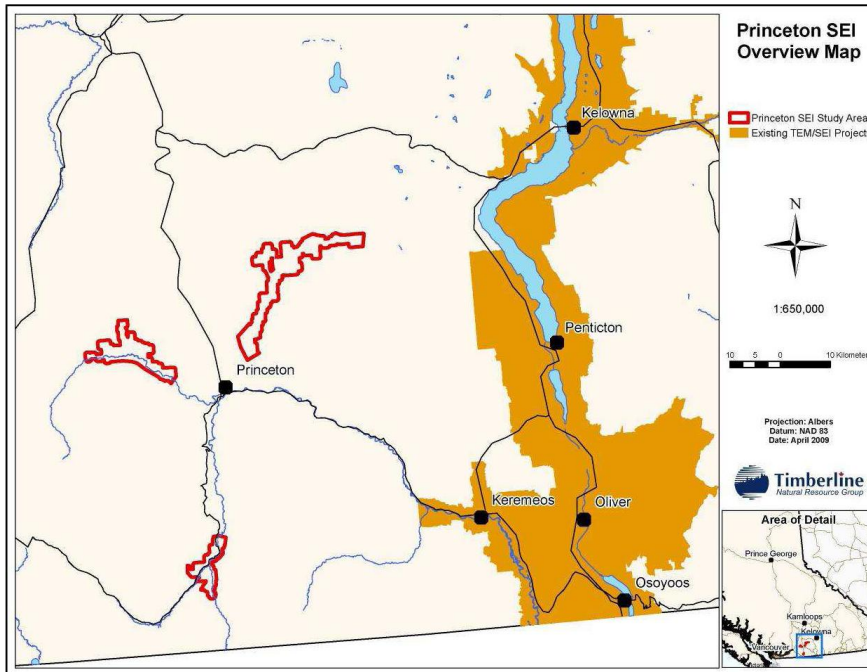 Princeton SEI
Overview Map
Princeton SEI Study Area
Existing TEM/SEI Project
N
1:650,000
10 5 0 10 Kilometer
Projection: Albers
Datum: NAD 83
Date: April 2009
Timberline
Natural Resource Group
Area of Detail
Prince George
Kamloops
Kelowna
Vancouver
Kelowna
Penticton
Princeton
Keremeos
Oliver
Osoyoos